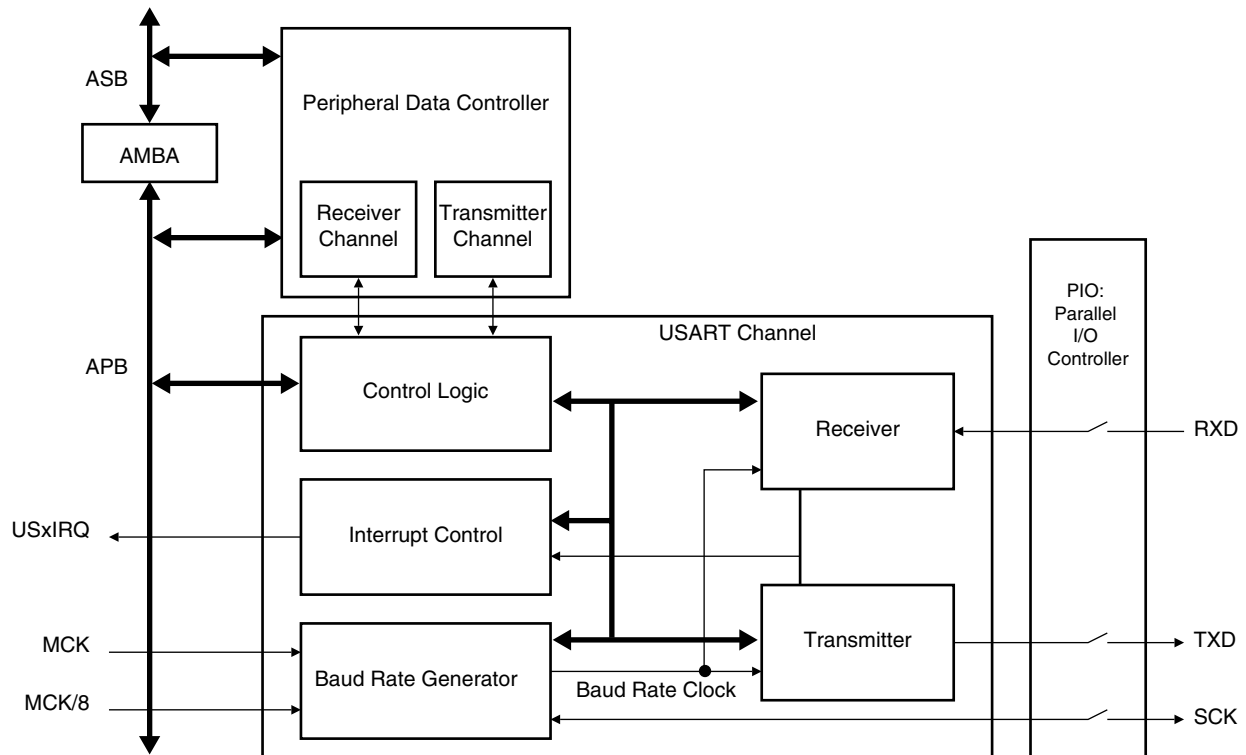 ASB
Peripheral Data Controller
AMBA
Receiver
Channel
Transmitter
Channel
PIO:
Parallel
I/O
Controller
USART Channel
APB
Control Logic
Receiver
RXD
USxIRQ
Interrupt Control
MCK
Baud Rate Generator
Transmitter
TXD
Baud Rate Clock
MCK/8
SCK